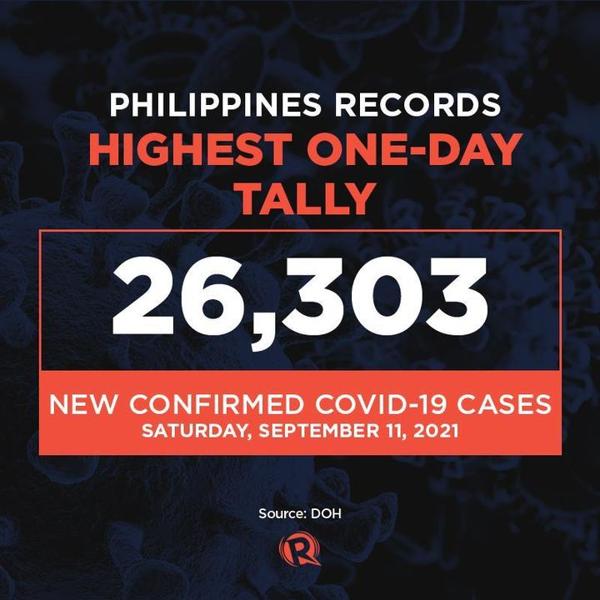 PHILIPPINES RECORDS
HIGHEST ONE-DAY
TALLY
26,303
NEW CONFIRMED COVID-19 CASES
SATURDAY, SEPTEMBER 11, 2021
Source: DOH
R